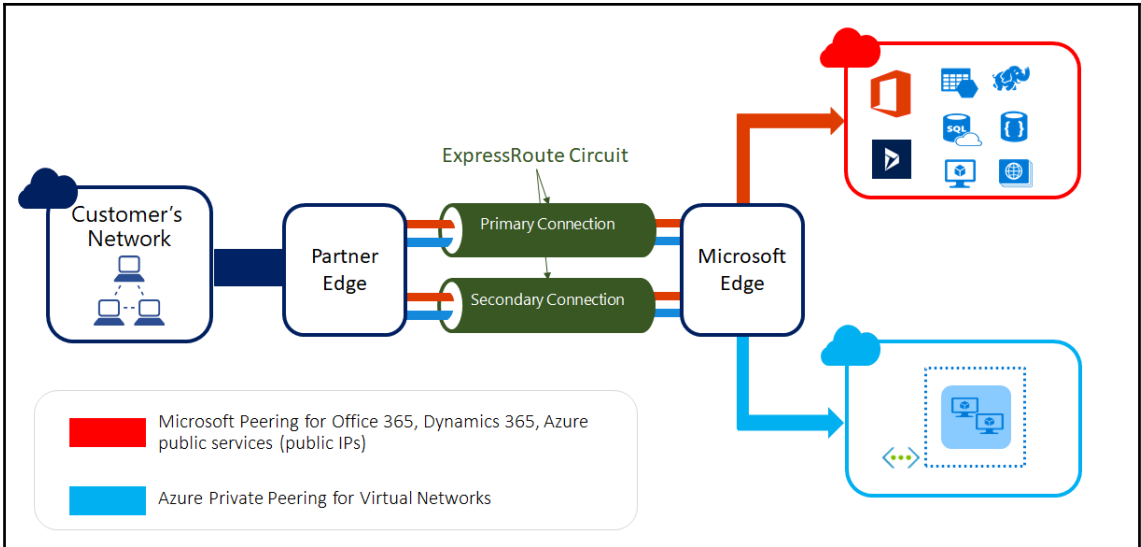 ExpressRoute Circuit
Customer's
Network
Partner
Edge
Primary Connection
Secondary Connection
Microsoft
Edge
SQL
Microsoft Peering for Office 365, Dynamics 365, Azure
public services (public IPs)
Azure Private Peering for Virtual Networks